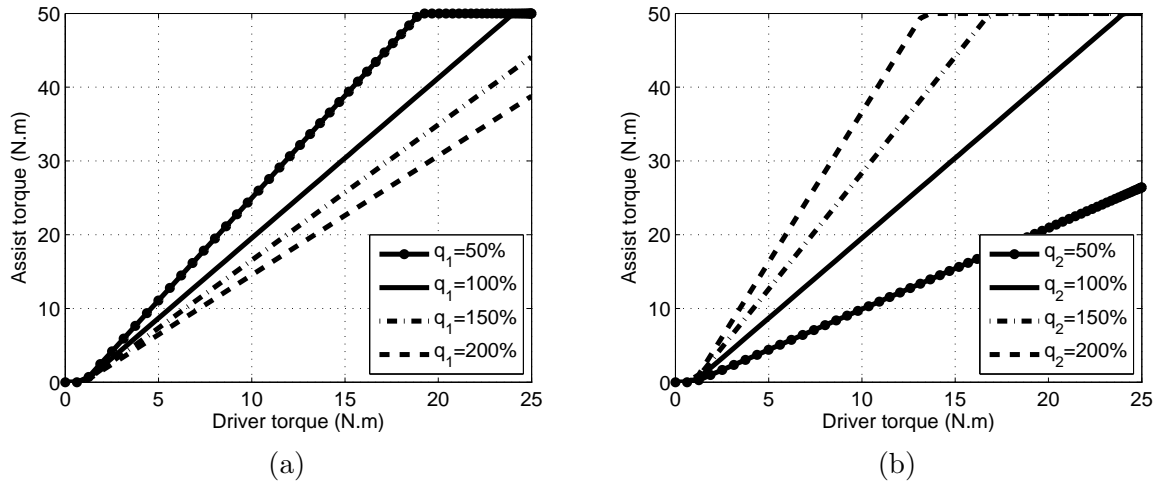 50
40
30
20
10
0
Assist torque (N.m)
q1=50%
q1=100%
q1=150%
q1=200%
0 5 10 15 20 25
Driver torque (N.m)
(a)
50
40
30
20
10
0
Assist torque (N.m)
q2=50%
q2=100%
q2=150%
q2=200%
0 5 10 15 20 25
Driver torque (N.m)
(b)